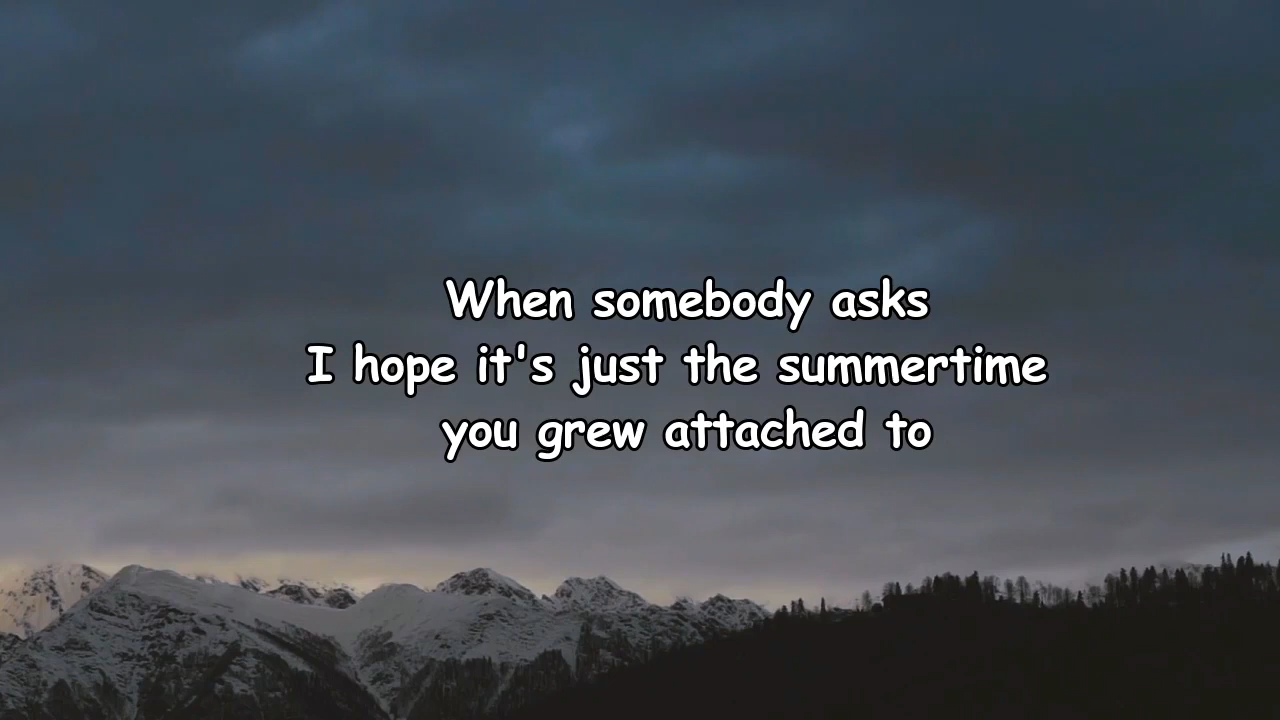 When somebody asks
I hope it's just the summertime
you grew attached to